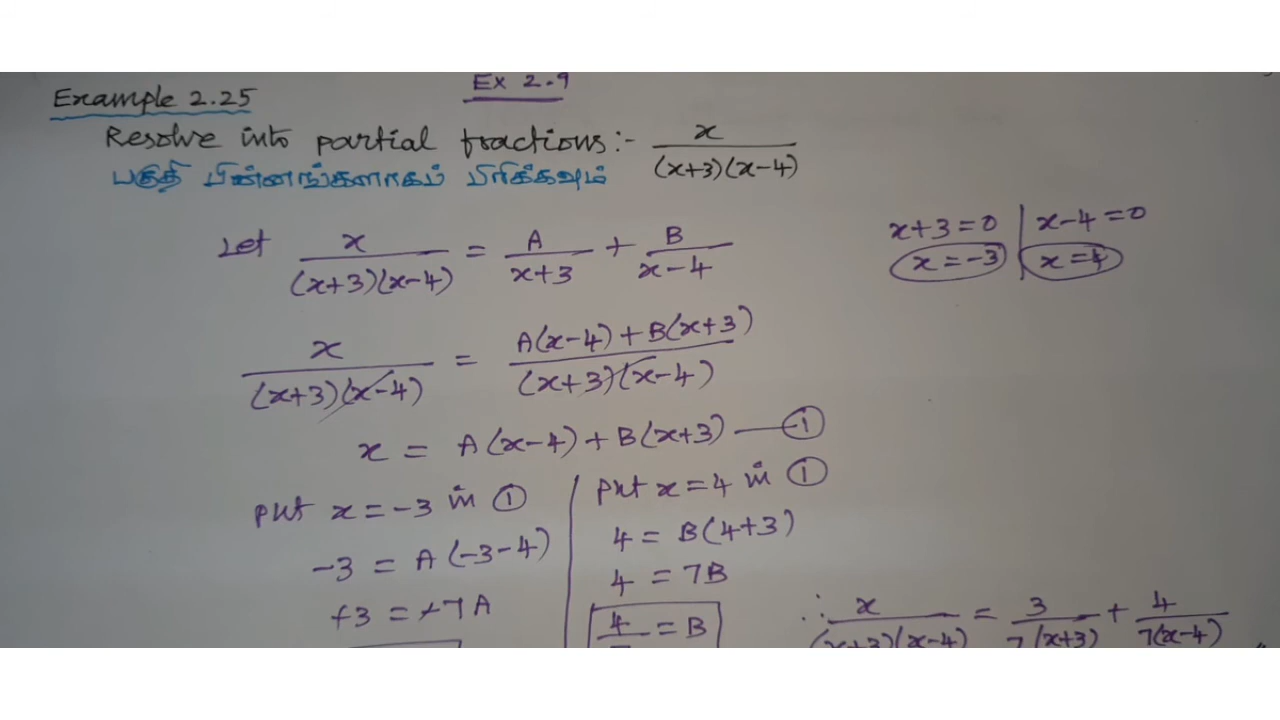 Ex 2.9
Example 2.25
Resolve into partial fractions:- x / (x+3)(x-4)
பகுதி பின்னங்களாகப் பிரிக்கவும்
Let x / (x+3)(x-4) = A / x+3 + B / x-4
x+3=0 | x-4=0
x=-3 | x=4
x / (x+3)(x-4) = A(x-4)+B(x+3) / (x+3)(x-4)
x = A(x-4)+B(x+3) — ①
put x=-3 in ①
-3 = A(-3-4)
+3 = +7A
put x=4 in ①
4 = B(4+3)
4 = 7B
4 / = B
∴ x / (x+3)(x-4) = 3 / 7(x+3) + 4 / 7(x-4)